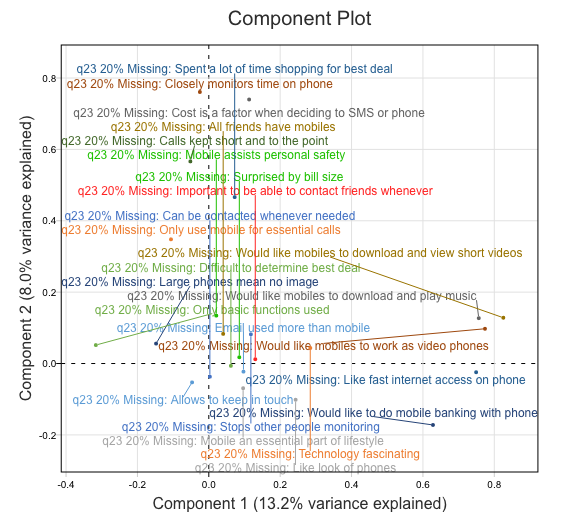 Component Plot
q23 20% Missing: Spent a lot of time shopping for best deal
q23 20% Missing: Closely monitors time on phone
q23 20% Missing: Cost is a factor when deciding to SMS or phone
q23 20% Missing: All friends have mobiles
q23 20% Missing: Calls kept short and to the point
q23 20% Missing: Mobile assists personal safety
q23 20% Missing: Surprised by bill size
q23 20% Missing: Important to be able to contact friends whenever
q23 20% Missing: Can be contacted whenever needed
q23 20% Missing: Only use mobile for essential calls
q23 20% Missing: Would like mobiles to download and view short videos
q23 20% Missing: Difficult to determine best deal
q23 20% Missing: Large phones mean no image
q23 20% Missing: Would like mobiles to download and play music
q23 20% Missing: Only basic functions used
q23 20% Missing: Email used more than mobile
q23 20% Missing: Would like mobiles to work as video phones
q23 20% Missing: Like fast internet access on phone
q23 20% Missing: Allows to keep in touch
q23 20% Missing: Would like to do mobile banking with phone
q23 20% Missing: Stops other people monitoring
q23 20% Missing: Mobile an essential part of lifestyle
q23 20% Missing: Technology fascinating
q23 20% Missing: Like look of phones
0.8
0.6
0.4
0.2
0.0
-0.2
-0.4
-0.2
0.0
0.2
0.4
0.6
0.8
Component 2 (8.0% variance explained)
Component 1 (13.2% variance explained)